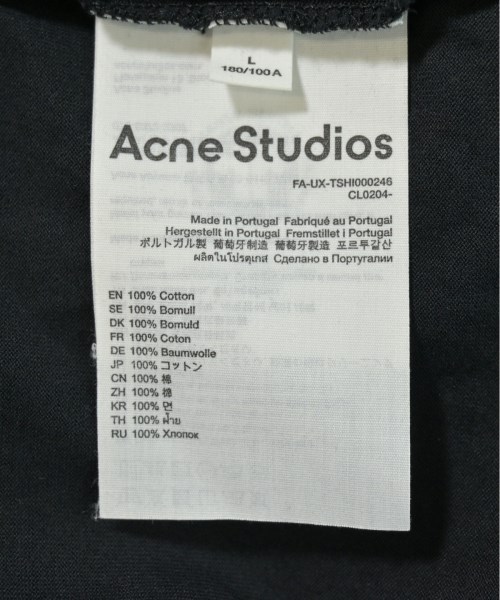 L
180/100A
Acne Studios
FA-UX-TSHI000246
CL0204-
Made in Portugal Fabriqué au Portugal
Hergestellt in Portugal Fremstillet i Portugal
ポルトガル製 葡萄牙制造 葡萄牙製造 포르투갈산
ผลิตในโปรตุเกส Сделано в Португалии
EN 100% Cotton
SE 100% Bomull
DK 100% Bomuld
FR 100% Coton
DE 100% Baumwolle
JP 100% コットン
CN 100% 棉
ZH 100% 棉
KR 100% 면
TH 100% ฝ้าย
RU 100% Хлопок